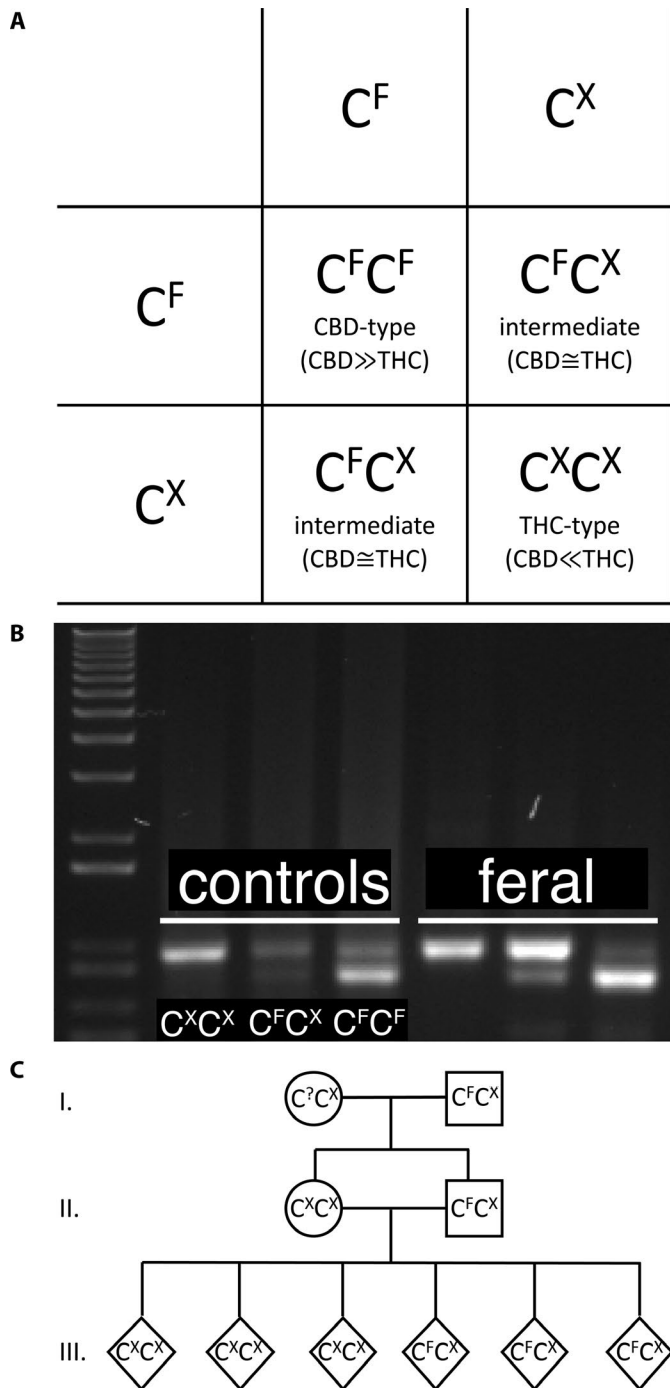 A
C^F C^X
C^F C^FC^F C^FC^X
CBD-type intermediate
(CBD≫THC) (CBD≅THC)
C^X C^FC^X C^XC^X
intermediate THC-type
(CBD≅THC) (CBD≪THC)
B
controls feral
C^XC^X C^FC^X C^FC^F
C
I. C^?C^X C^FC^X
II. C^XC^X C^FC^X
III. C^XC^X C^XC^X C^XC^X C^FC^X C^FC^X C^FC^X